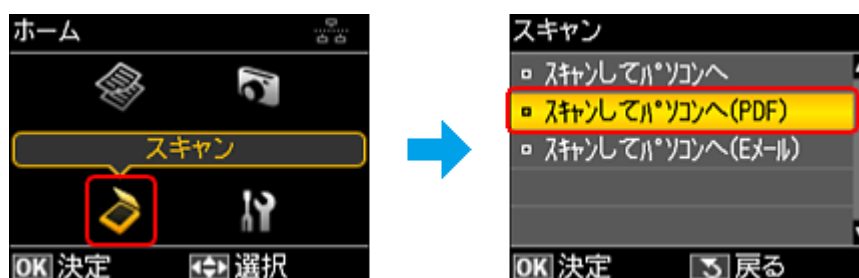 ホーム
スキャン
OK 決定 選択
スキャン
スキャンしてパソコンへ
スキャンしてパソコンへ(PDF)
スキャンしてパソコンへ(Eメール)
OK 決定 戻る